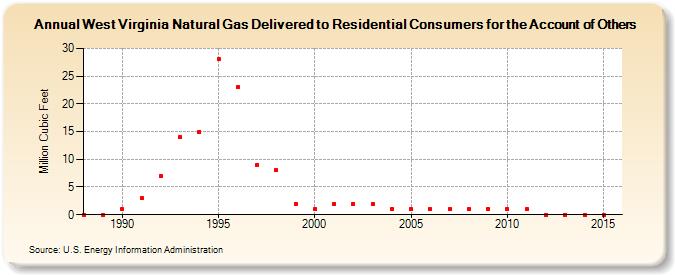 Annual West Virginia Natural Gas Delivered to Residential Consumers for the Account of Others
Million Cubic Feet
30
25
20
15
10
5
0
1990 1995 2000 2005 2010 2015
Source: U.S. Energy Information Administration